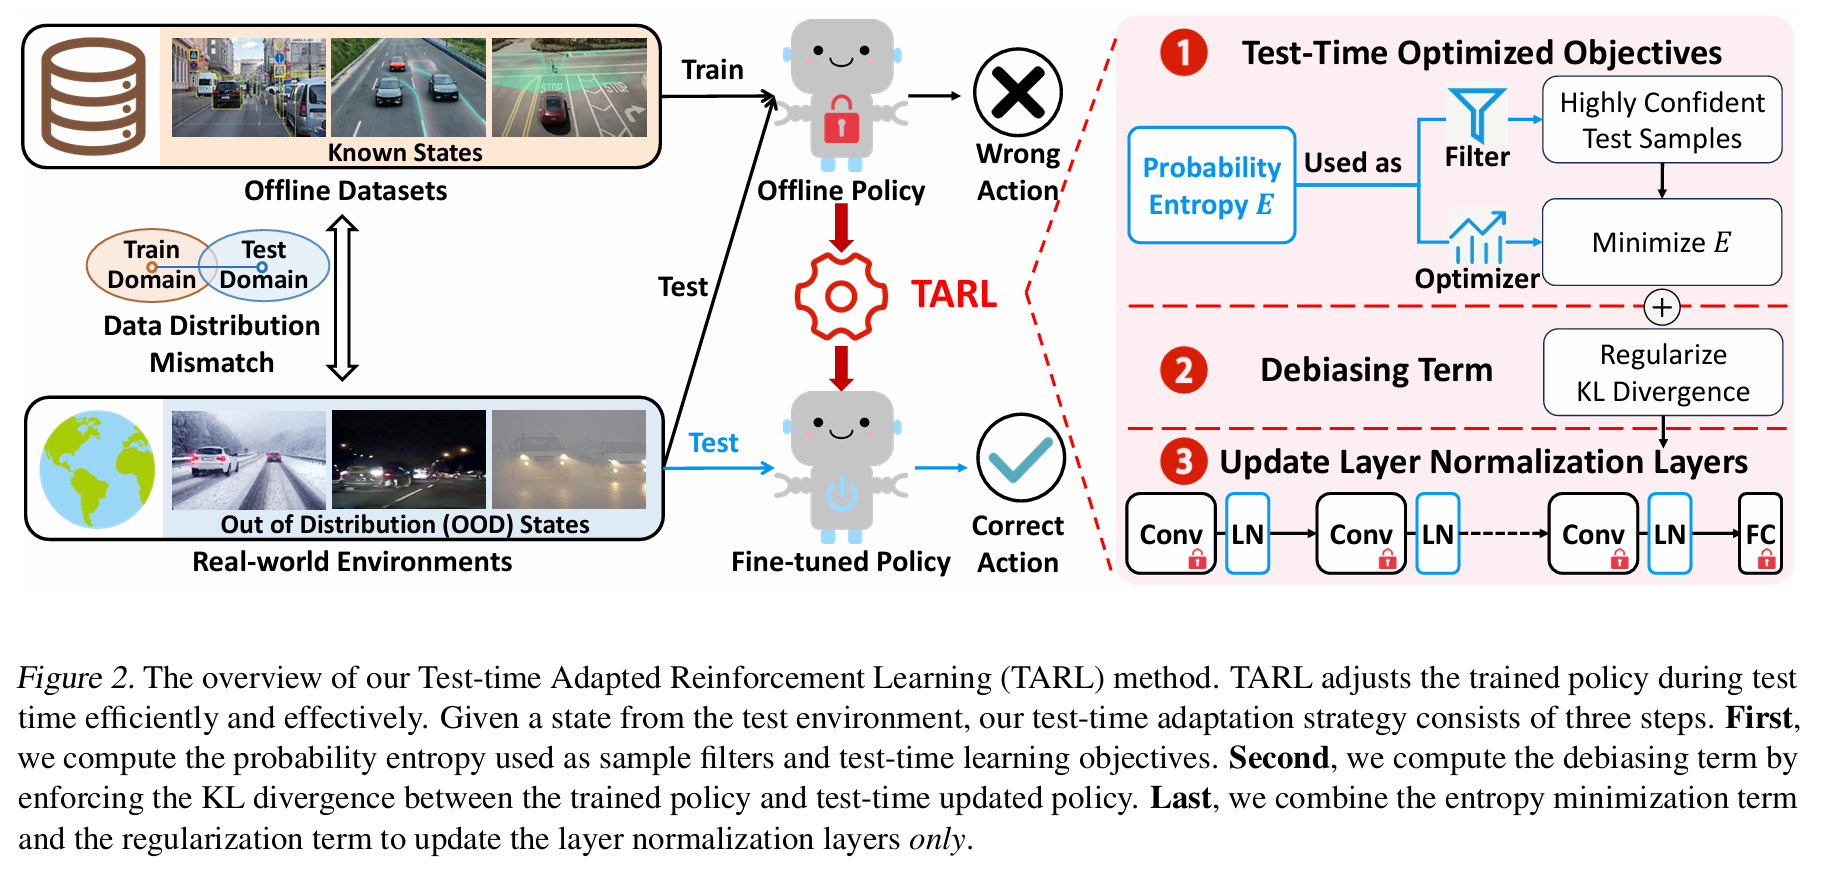 Known States
Offline Datasets
Train
Domain
Test
Domain
Data Distribution
Mismatch
Out of Distribution (OOD) States
Real-world Environments
Train
Test
Test
Offline Policy
Wrong
Action
TARL
Fine-tuned Policy
Correct
Action
1 Test-Time Optimized Objectives
Probability
Entropy E
Used as
Filter
Highly Confident
Test Samples
Optimizer
Minimize E
+
2 Debiasing Term
Regularize
KL Divergence
3 Update Layer Normalization Layers
Conv LN Conv LN Conv LN FC
Figure 2. The overview of our Test-time Adapted Reinforcement Learning (TARL) method. TARL adjusts the trained policy during test
time efficiently and effectively. Given a state from the test environment, our test-time adaptation strategy consists of three steps. First,
we compute the probability entropy used as sample filters and test-time learning objectives. Second, we compute the debiasing term by
enforcing the KL divergence between the trained policy and test-time updated policy. Last, we combine the entropy minimization term
and the regularization term to update the layer normalization layers only.